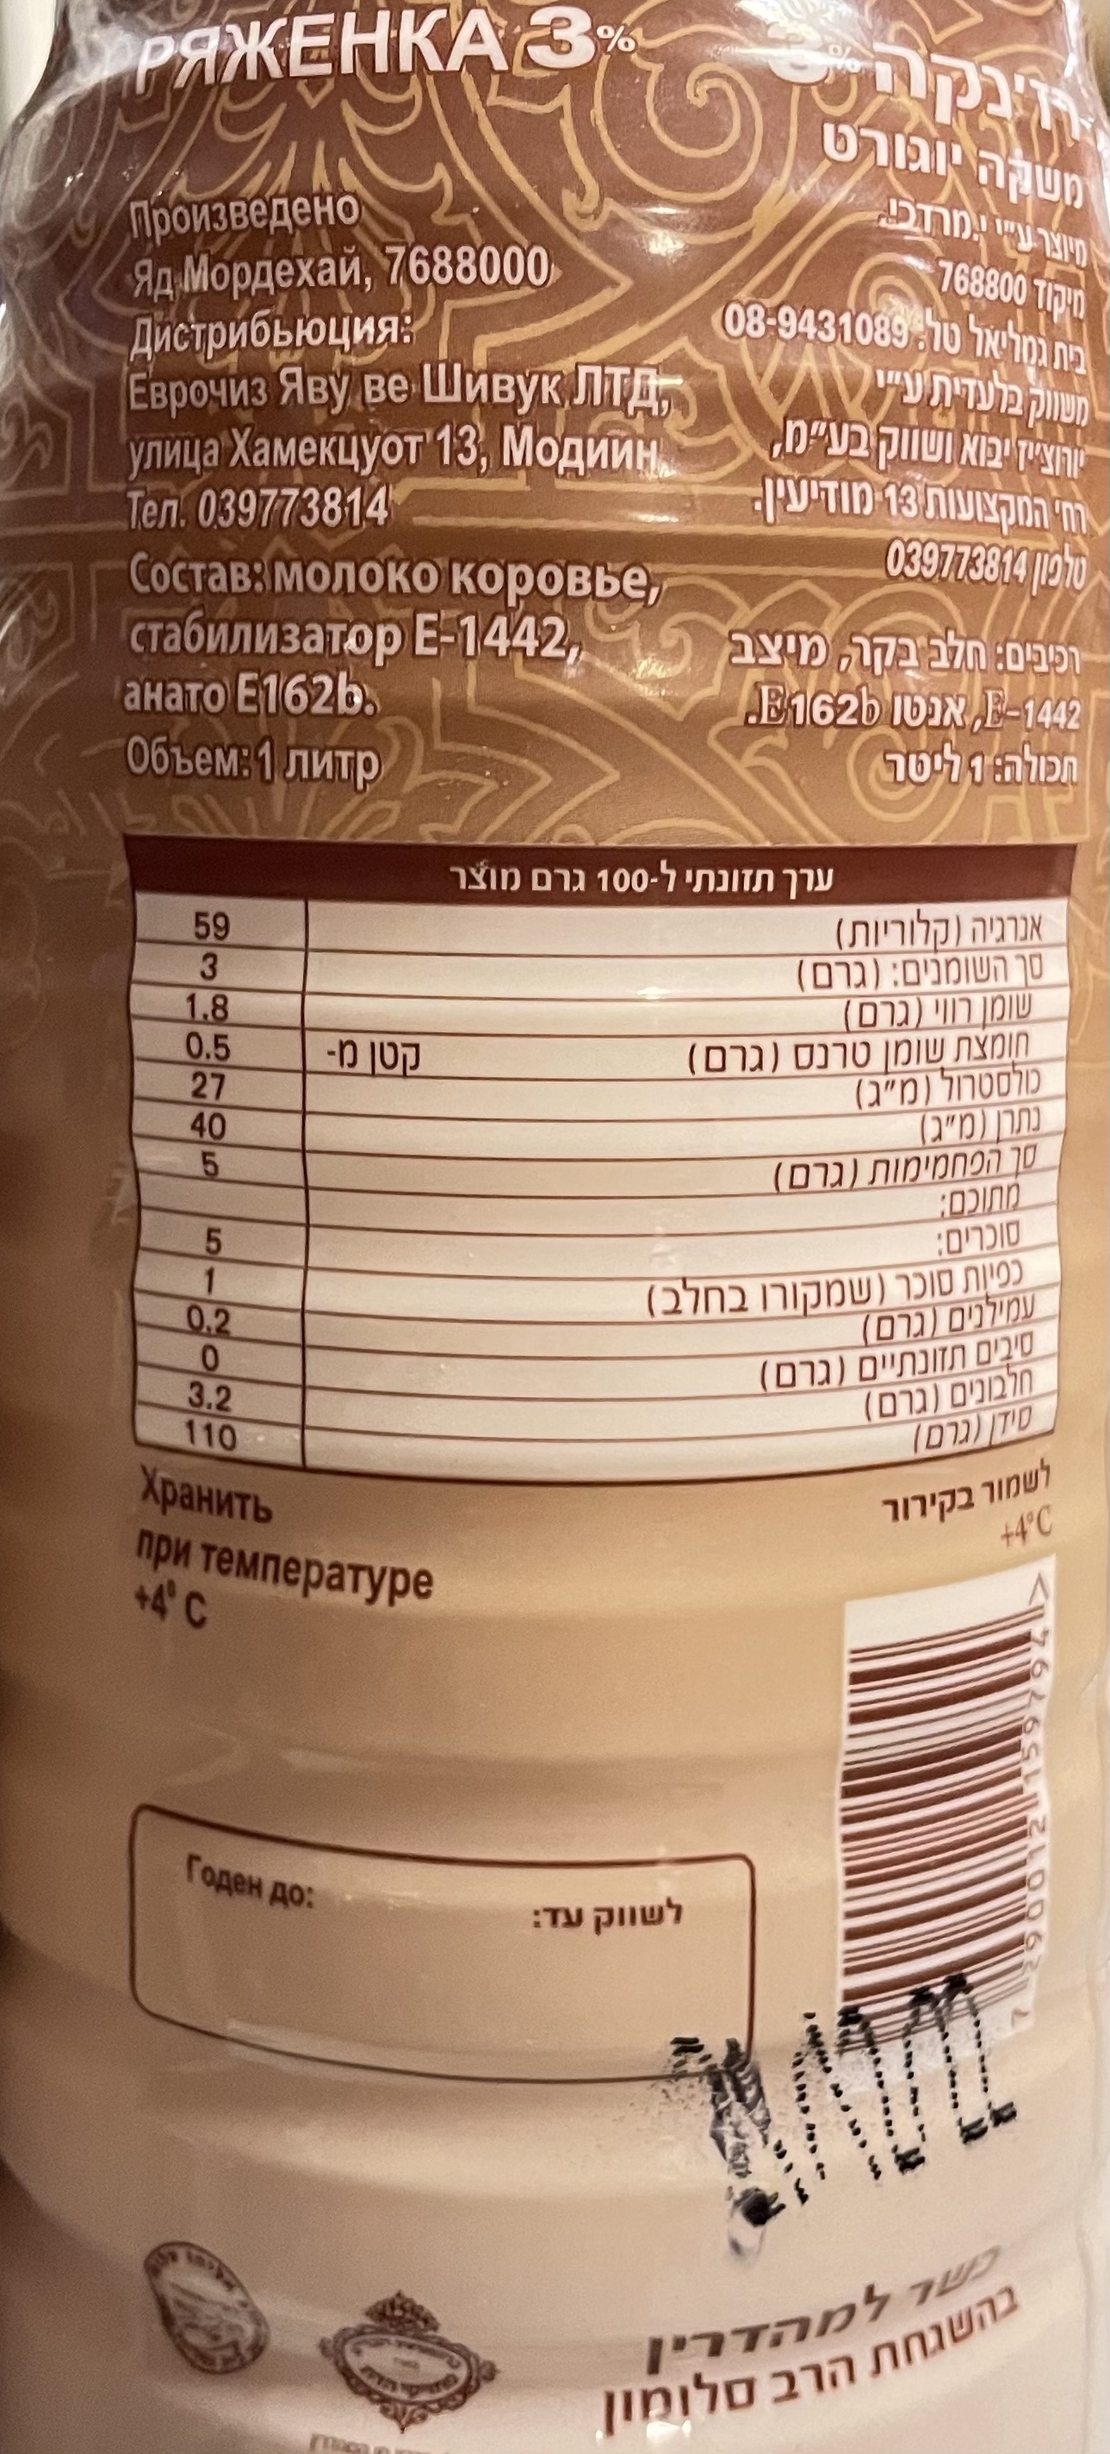 РЯЖЕНКА 3%
Произведено
Яд Мордехай, 7688000
Дистрибьюция:
Еврочиз Яву ве Шивук ЛТД,
улица Хамекцуот 13, Модиин
Тел. 039773814
Состав: молоко коровье,
стабилизатор Е-1442,
анато Е162b.
Объем: 1 литр
רז'נקה 3%
משקה יוגורט
מיוצר ע"י י.מרדכי.
מיקוד 768800
בית גמליאל טל. 08-9431089
משווק בלעדית ע"י
יורוצ'יז יבוא ושווק בע"מ,
רח' המקצועות 13 מודיעין.
טלפון 039773814
רכיבים: חלב בקר, מיצב
E-1442, אנטו E162b.
תכולה: 1 ליטר
ערך תזונתי ל-100 גרם מוצר
אנרגיה (קלוריות) 59
סך השומנים: (גרם) 3
שומן רווי (גרם) 1.8
חומצת שומן טרנס (גרם) קטן מ- 0.5
כולסטרול (מ"ג) 27
נתרן (מ"ג) 40
סך הפחמימות (גרם) 5
מתוכם:
סוכרים: 5
כפיות סוכר (שמקורו בחלב) 1
עמילנים (גרם) 0.2
סיבים תזונתיים (גרם) 0
חלבונים (גרם) 3.2
סידן (גרם) 110
Хранить
при температуре
+4° C
לשמור בקירור
+4°C
7 290012 159794 >
Годен до:
לשווק עד:
כשר למהדרין
בהשגחת הרב סלומון